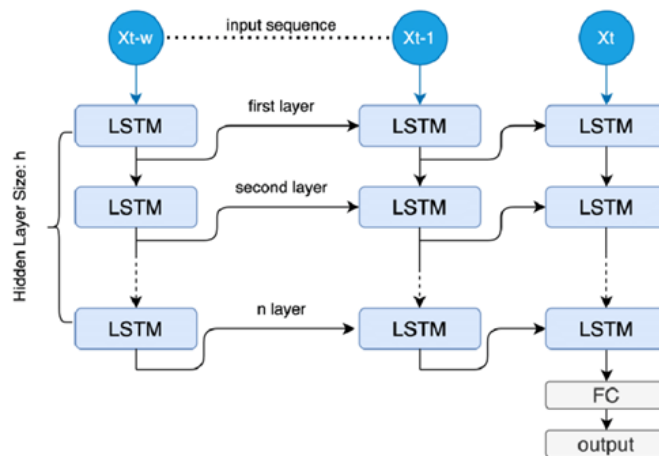 Xt-w
input sequence
Xt-1
Xt
first layer
LSTM
LSTM
LSTM
second layer
LSTM
LSTM
LSTM
Hidden Layer Size: h
n layer
LSTM
LSTM
LSTM
FC
output